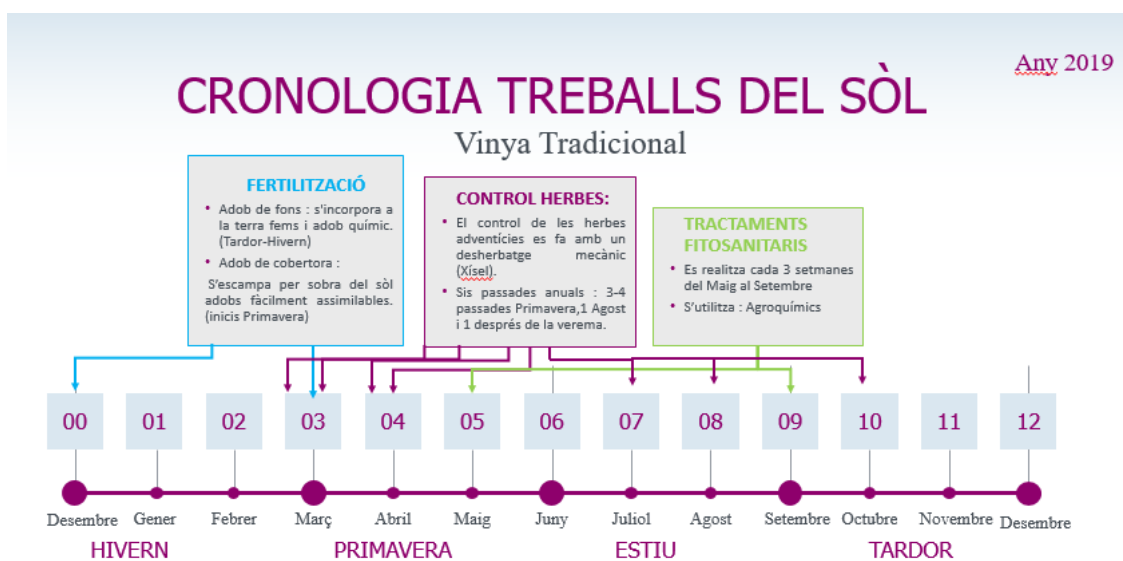 Any 2019
CRONOLOGIA TREBALLS DEL SÒL
Vinya Tradicional
FERTILITZACIÓ
• Adob de fons : s'incorpora a
la terra fems i adob químic.
(Tardor-Hivern)
• Adob de cobertora :
S'escampa per sobra del sòl
adobs fàcilment assimilables.
(inicis Primavera)
CONTROL HERBES:
▪ El control de les herbes
adventícies es fa amb un
desherbatge mecànic
(Xísel).
▪ Sis passades anuals : 3-4
passades Primavera,1 Agost
i 1 després de la verema.
TRACTAMENTS
FITOSANITARIS
• Es realitza cada 3 setmanes
del Maig al Setembre
• S'utilitza : Agroquímics
00 01 02 03 04 05 06 07 08 09 10 11 12
Desembre Gener Febrer Març Abril Maig Juny Juliol Agost Setembre Octubre Novembre Desembre
HIVERN PRIMAVERA ESTIU TARDOR